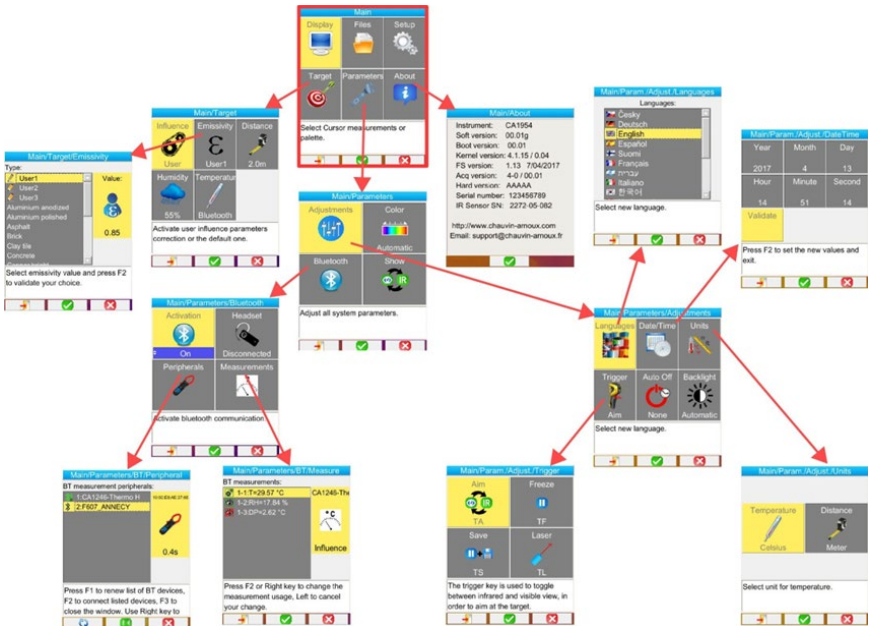 Main
Display Files Setup
Target Parameters About
Select Cursor measurements or
palette.
Main/Target
Influence Emissivity Distance
User User1 2.0m
Humidity Temperatur
55% Bluetooth
Activate user influence parameters
correction or the default one.
Main/Target/Emissivity
Type:
User1
User2
User3
Aluminium anodized
Aluminium polished
Asphalt
Brick
Clay tile
Concrete
Value:
0.85
Select emissivity value and press F2
to validate your choice.
Main/About
Instrument: CA1954
Soft version: 00.01g
Boot version: 00.01
Kernel version: 4.1.15 / 0.04
FS version: 1.13 7/04/2017
Acq version: 4-0 / 00.01
Hard version: AAAAA
Serial number: 123456789
IR Sensor SN: 2272-05-082
http://www.chauvin-arnoux.com
Email: support@chauvin-arnoux.fr
Main/Param./Adjust./Languages
Languages:
Česky
Deutsch
English
Español
Suomi
Français
עברית
Italiano
한국어
Select new language.
Main/Param./Adjust./DateTime
Year Month Day
2017 4 13
Hour Minute Second
14 51 14
Validate
Press F2 to set the new values and
exit.
Main/Parameters
Adjustments Color
Automatic
Bluetooth Show
Adjust all system parameters.
Main/Parameters/Bluetooth
Activation Headset
On Disconnected
Peripherals Measurements
Activate bluetooth communication
Main/Parameters/Adjustments
Languages Date/Time Units
Trigger Auto Off Backlight
Aim None Automatic
Select new language.
Main/Parameters/BT/Peripheral
BT measurement peripherals:
1:CA1246-Thermo H
2:F607_ANNECY
0.4s
Press F1 to renew list of BT devices,
F2 to connect listed devices, F3 to
close the window. Use Right key to
Main/Parameters/BT/Measure
BT measurements:
1-1:T=29.57 °C CA1246-The
1-2:RH=17.84 %
1-3:DP=2.62 °C
°C
Influence
Press F2 or Right key to change the
measurement usage, Left to cancel
your change.
Main/Param./Adjust./Trigger
Aim Freeze
TA TF
Save Laser
TS TL
The trigger key is used to toggle
between infrared and visible view, in
order to aim at the target.
Main/Param./Adjust./Units
Temperature Distance
Celsius Meter
Select unit for temperature.